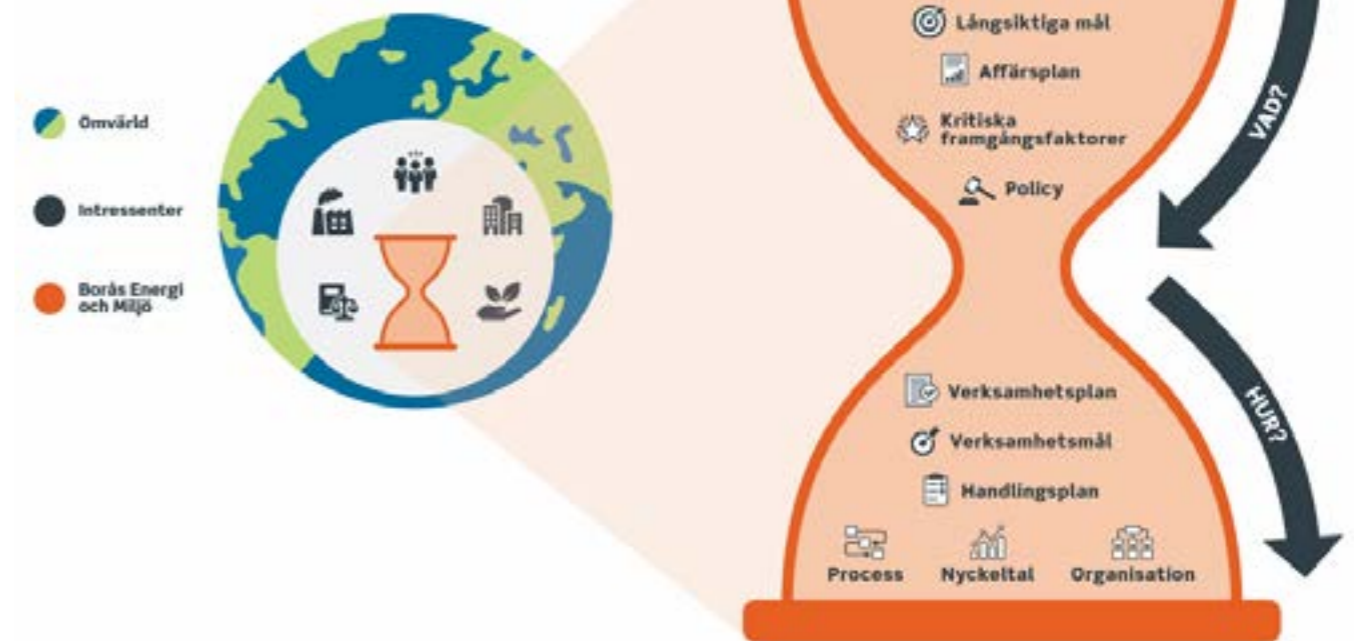 Omvärld
Intressenter
Borås Energi
och Miljö
Långsiktiga mål
Affärsplan
Kritiska
framgångsfaktorer
Policy
VAD?
HUR?
Verksamhetsplan
Verksamhetsmål
Handlingsplan
Process
Nyckeltal
Organisation